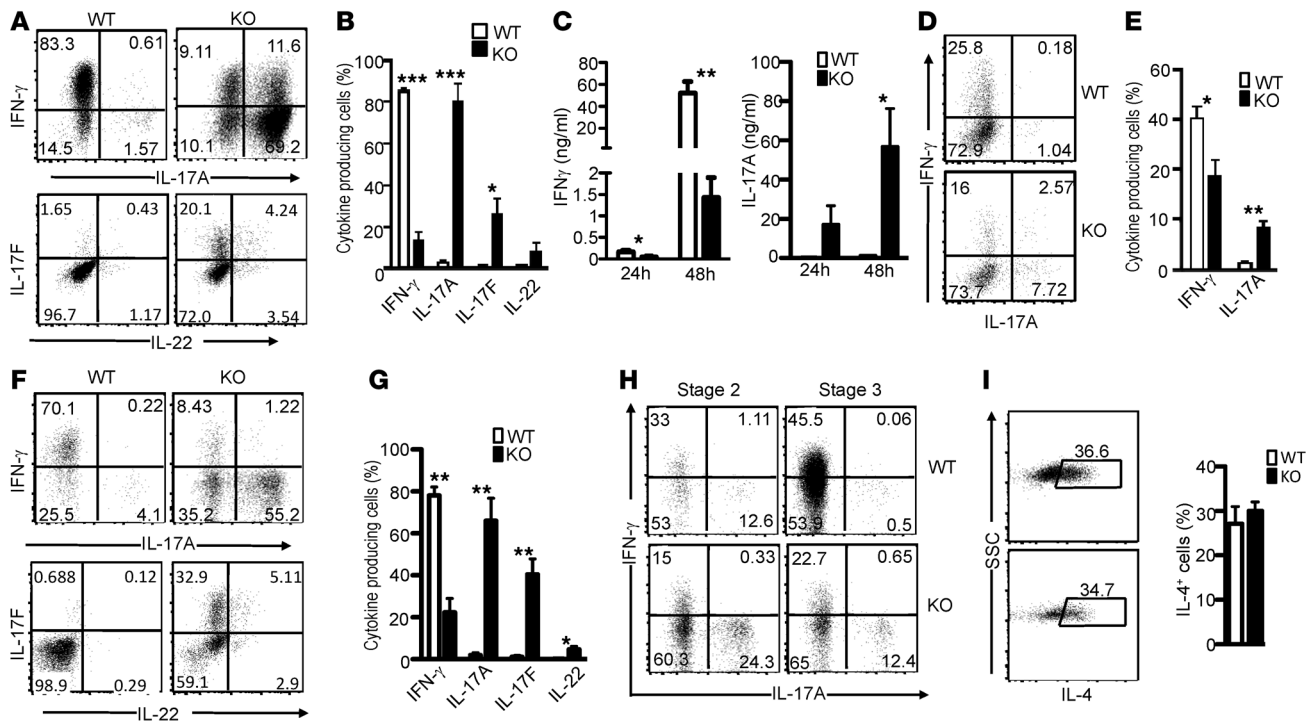 A
WT
KO
83.3
0.61
9.11
11.6
IFN-γ
14.5
1.57
10.1
69.2
IL-17A
1.65
0.43
20.1
4.24
IL-17F
96.7
1.17
72.0
3.54
IL-22
B
WT
KO
Cytokine producing cells (%)
100
80
60
40
20
0
***
***
*
IFN-γ
IL-17A
IL-17F
IL-22
C
WT
KO
IFNγ (ng/ml)
80
60
40
20
2
1.5
1
0.5
0
*
**
24h
48h
WT
KO
IL-17A (ng/ml)
100
80
60
40
20
0
*
24h
48h
D
25.8
0.18
WT
72.9
1.04
16
2.57
KO
73.7
7.72
IFN-γ
IL-17A
E
WT
KO
Cytokine producing cells (%)
60
40
20
10
0
*
**
IFN-γ
IL-17A
F
WT
KO
70.1
0.22
8.43
1.22
IFN-γ
25.5
4.1
35.2
55.2
IL-17A
0.688
0.12
32.9
5.11
IL-17F
98.9
0.29
59.1
2.9
IL-22
G
WT
KO
Cytokine producing cells (%)
100
80
60
40
20
0
**
**
**
*
IFN-γ
IL-17A
IL-17F
IL-22
H
Stage 2
Stage 3
33
1.11
45.5
0.06
WT
53
12.6
53.9
0.5
15
0.33
22.7
0.65
KO
60.3
24.3
65
12.4
IFN-γ
IL-17A
I
36.6
34.7
SSC
IL-4
WT
KO
IL-4+ cells (%)
40
30
20
10
0